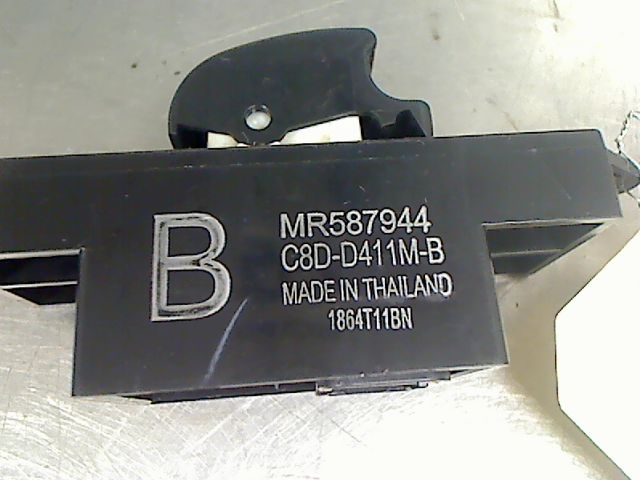 B
MR587944
C8D-D411M-B
MADE IN THAILAND
1864T11BN